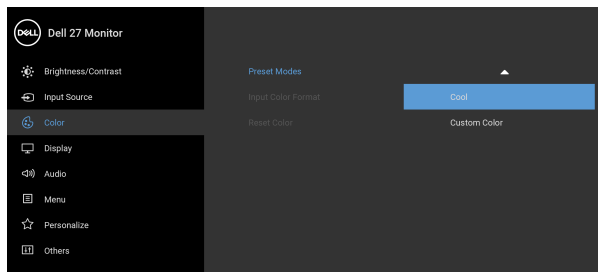 DELL Dell 27 Monitor
Brightness/Contrast
Input Source
Color
Display
Audio
Menu
Personalize
Others
Preset Modes
Input Color Format
Reset Color
Cool
Custom Color